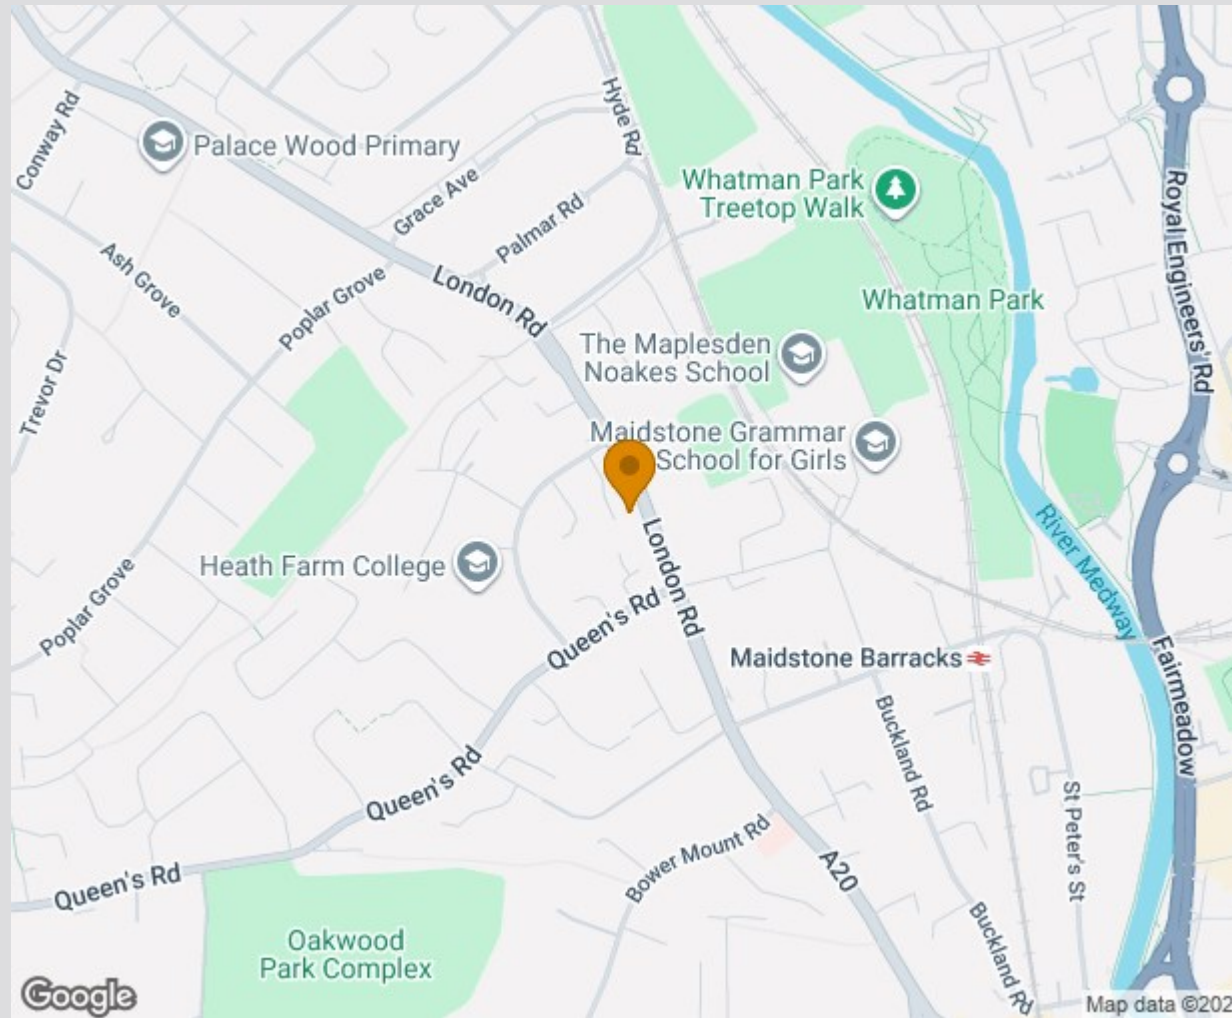 Hyde Rd
Conway Rd
Palace Wood Primary
Whatman Park
Treetop Walk
Royal Engineers' Rd
Grace Ave
Palmar Rd
Ash Grove
London Rd
Poplar Grove
Whatman Park
The Maplesden
Noakes School
Trevor Dr
Maidstone Grammar
School for Girls
London Rd
River Medway
Heath Farm College
Poplar Grove
Queen's Rd
Maidstone Barracks
Fairmeadow
Buckland Rd
Queen's Rd
St Peter's St
Bower Mount Rd
A20
Queen's Rd
Buckland Rd
Oakwood
Park Complex
Google
Map data ©202